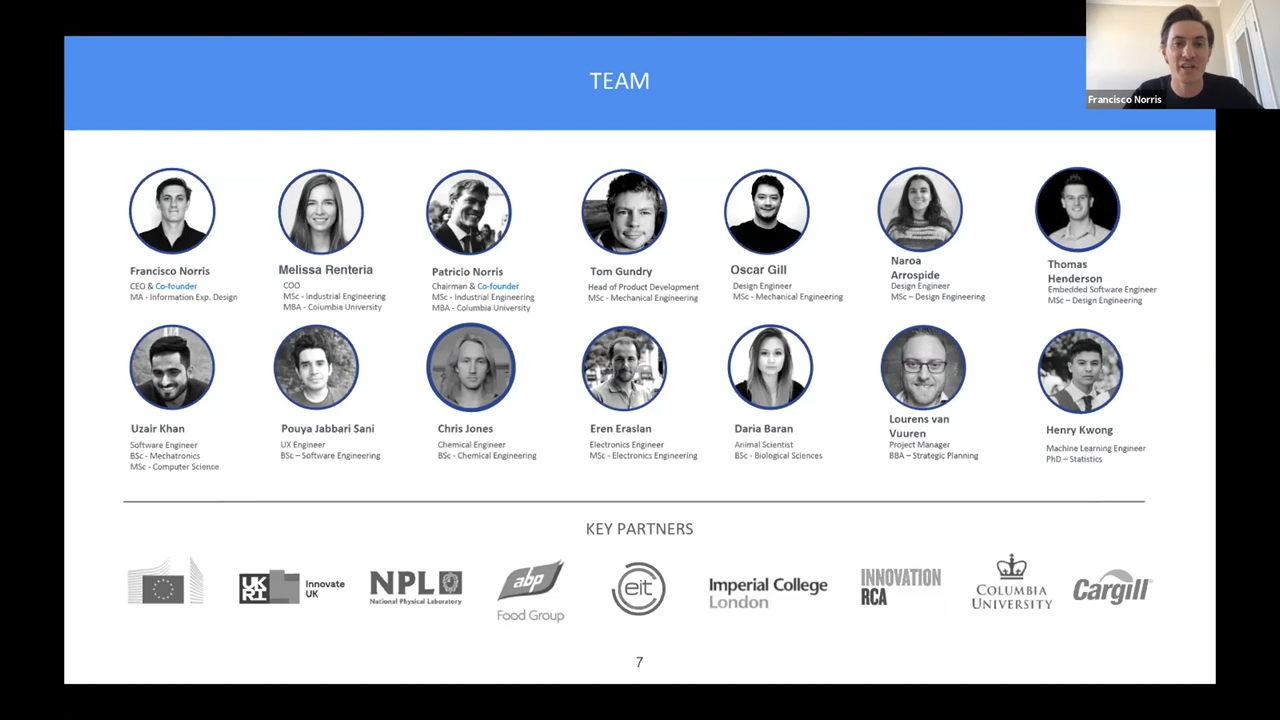 TEAM
Francisco Norris
Francisco Norris
CEO & Co-founder
MA - Information Exp. Design
Melissa Renteria
COO
MSc - Industrial Engineering
MBA - Columbia University
Patricio Norris
Chairman & Co-founder
MSc - Industrial Engineering
MBA - Columbia University
Tom Gundry
Head of Product Development
MSc - Mechanical Engineering
Oscar Gill
Design Engineer
MSc - Mechanical Engineering
Naroa
Arrospide
Design Engineer
MSc – Design Engineering
Thomas
Henderson
Embedded Software Engineer
MSc – Design Engineering
Uzair Khan
Software Engineer
BSc - Mechatronics
MSc - Computer Science
Pouya Jabbari Sani
UX Engineer
BSc – Software Engineering
Chris Jones
Chemical Engineer
BSc - Chemical Engineering
Eren Eraslan
Electronics Engineer
MSc - Electronics Engineering
Daria Baran
Animal Scientist
BSc - Biological Sciences
Lourens van
Vuuren
Project Manager
BBA – Strategic Planning
Henry Kwong
Machine Learning Engineer
PhD – Statistics
KEY PARTNERS
UK
RI
Innovate
UK
NPL
National Physical Laboratory
abp
Food Group
eit
Imperial College
London
INNOVATION
RCA
COLUMBIA
UNIVERSITY
Cargill
7